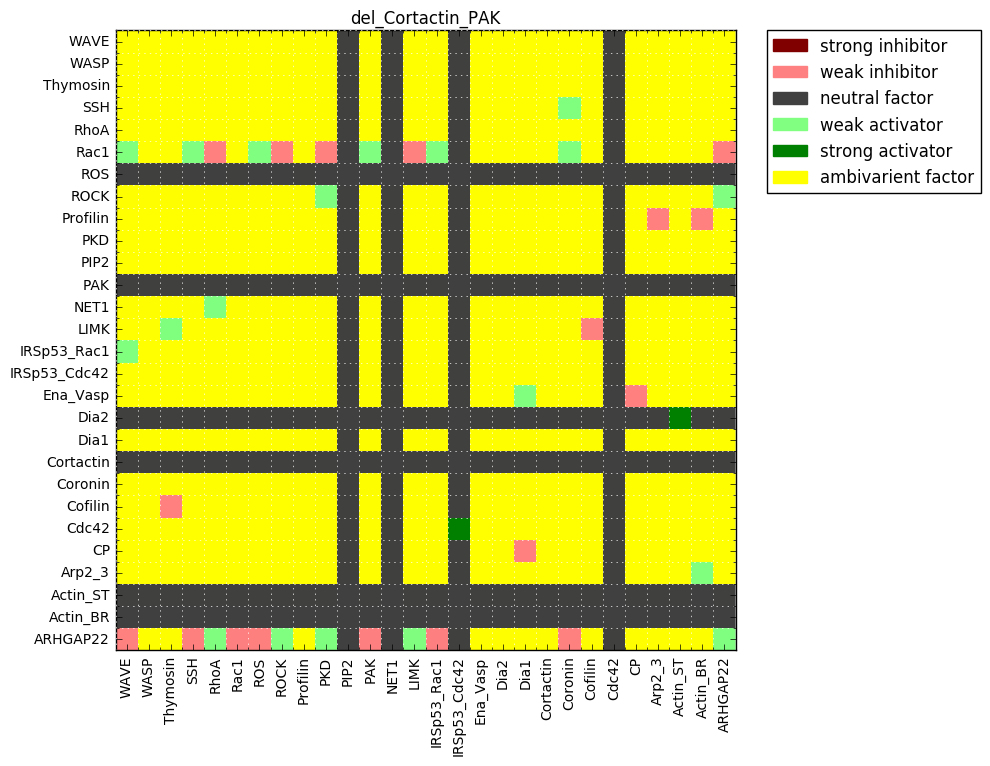 del_Cortactin_PAK
WAVE
WASP
Thymosin
SSH
RhoA
Rac1
ROS
ROCK
Profilin
PKD
PIP2
PAK
NET1
LIMK
IRSp53_Rac1
IRSp53_Cdc42
Ena_Vasp
Dia2
Dia1
Cortactin
Coronin
Cofilin
Cdc42
CP
Arp2_3
Actin_ST
Actin_BR
ARHGAP22
WAVE
WASP
Thymosin
SSH
RhoA
Rac1
ROS
ROCK
Profilin
PKD
PIP2
PAK
NET1
LIMK
IRSp53_Rac1
IRSp53_Cdc42
Ena_Vasp
Dia2
Dia1
Cortactin
Coronin
Cofilin
Cdc42
CP
Arp2_3
Actin_ST
Actin_BR
ARHGAP22
strong inhibitor
weak inhibitor
neutral factor
weak activator
strong activator
ambivarient factor